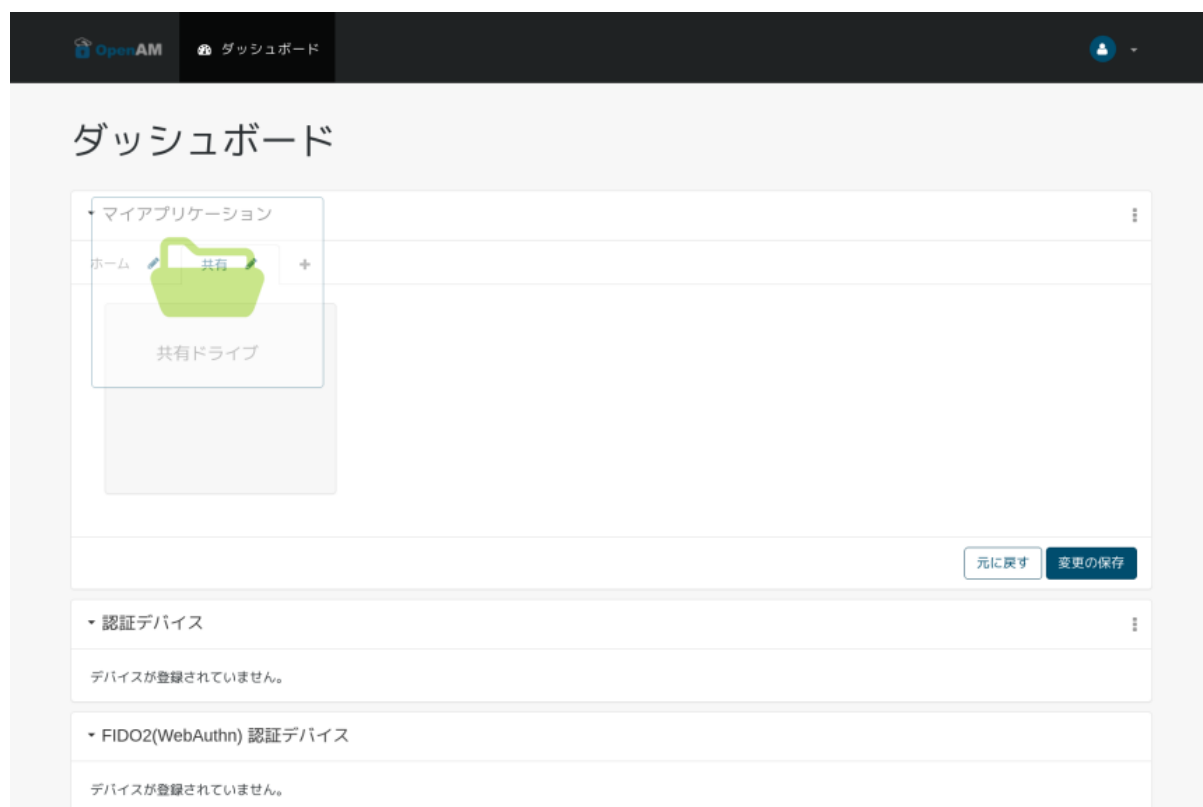 OpenAM ダッシュボード
ダッシュボード
マイアプリケーション
ホーム 共有 +
共有ドライブ
元に戻す 変更の保存
認証デバイス
デバイスが登録されていません。
FIDO2(WebAuthn) 認証デバイス
デバイスが登録されていません。